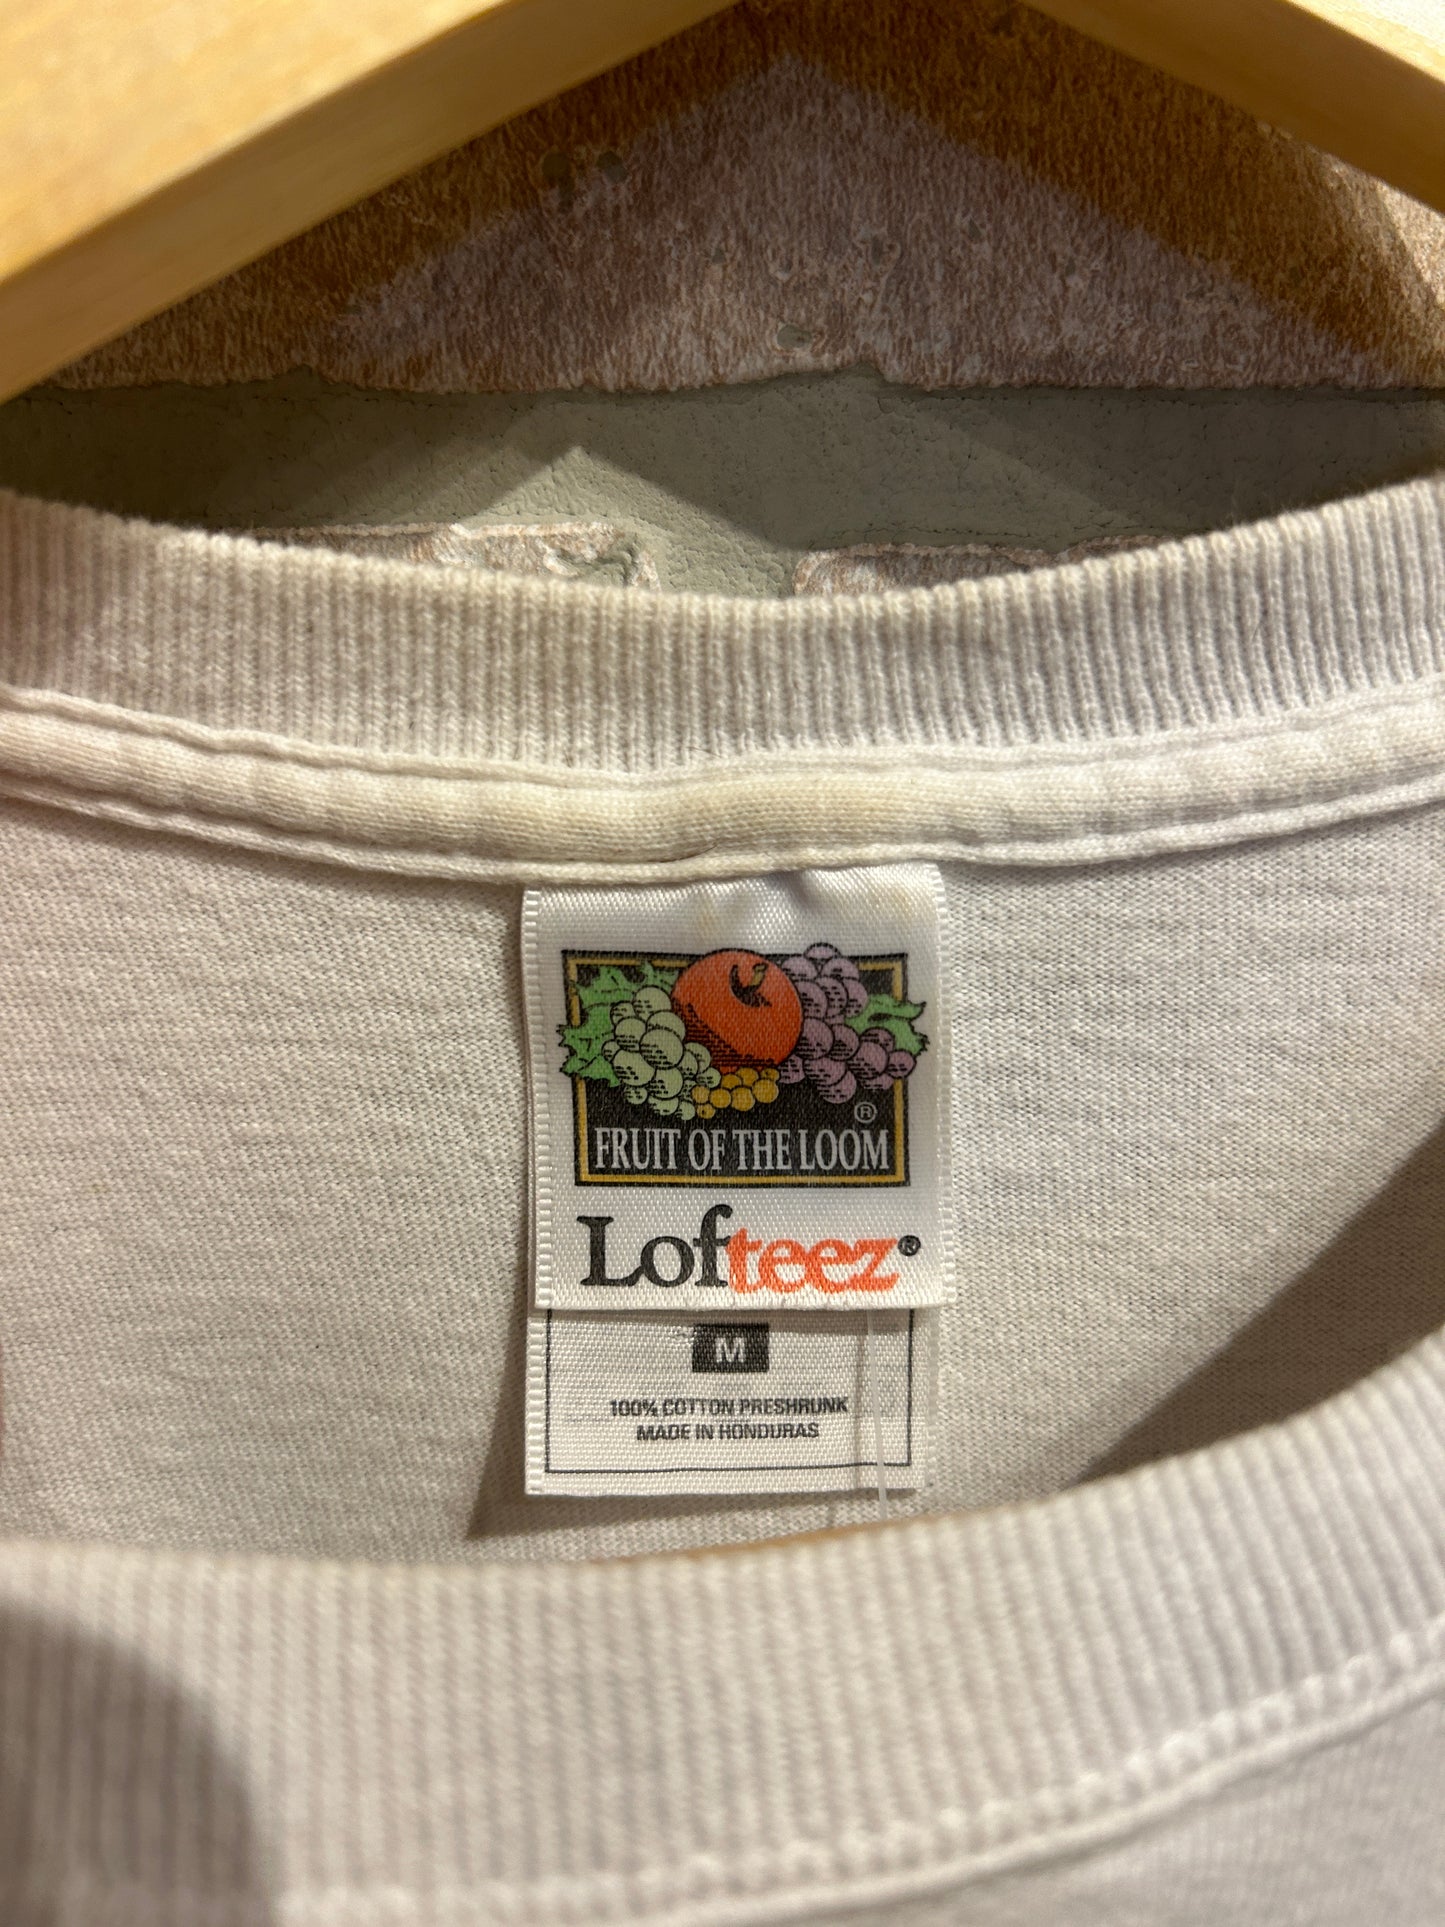 ®
FRUIT OF THE LOOM
Lofteez®
M
100% COTTON PRESHRUNK
MADE IN HONDURAS